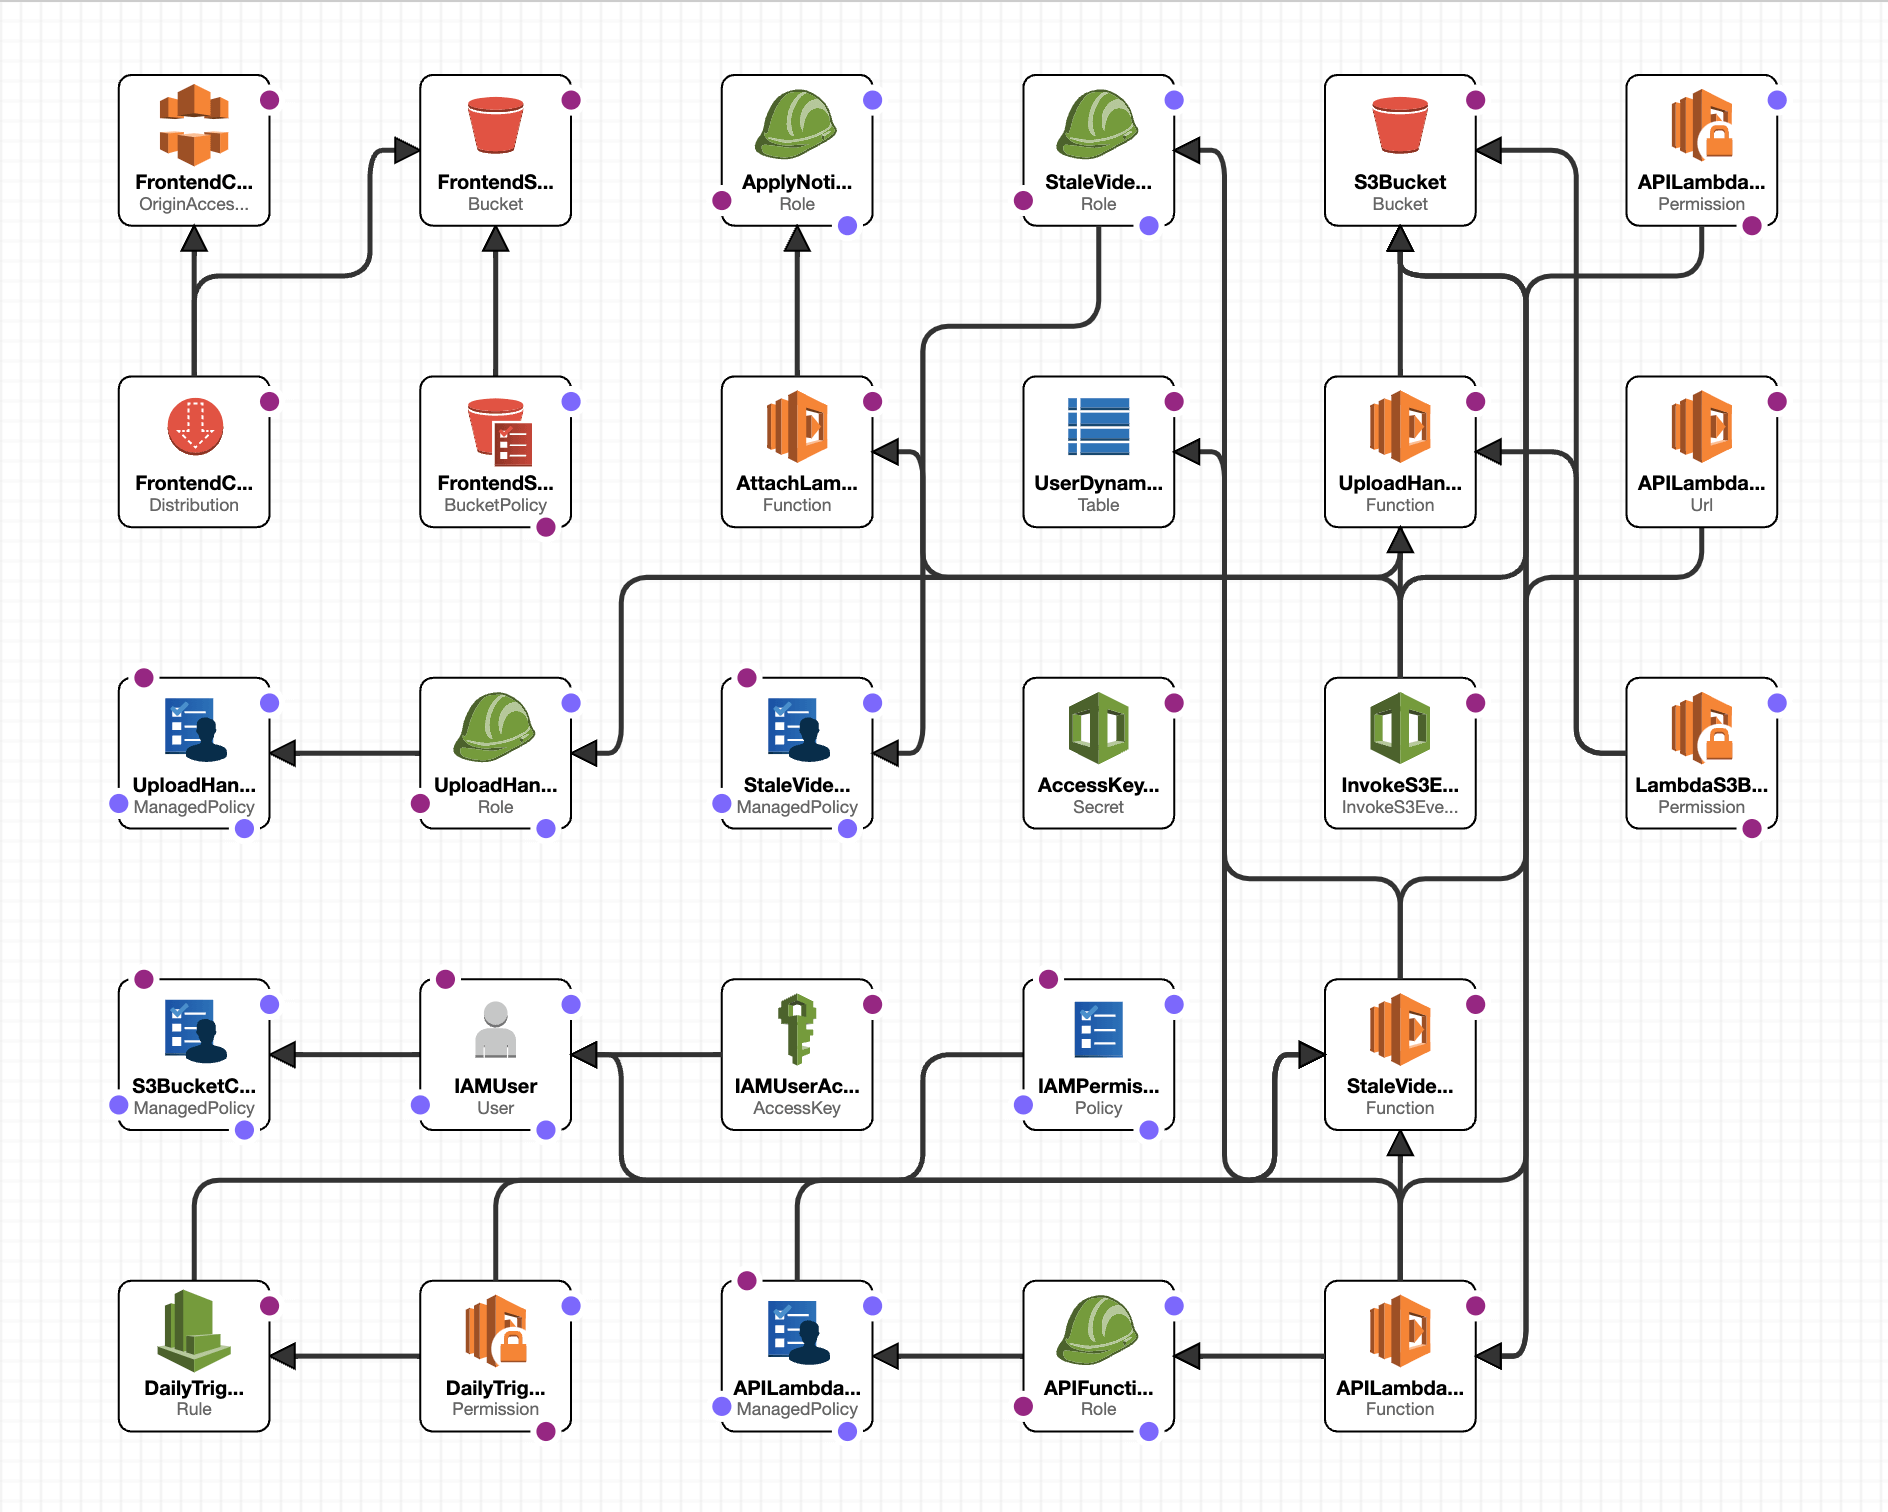 FrontendC...
OriginAcces...
FrontendS...
Bucket
ApplyNoti...
Role
StaleVide...
Role
S3Bucket
Bucket
APILambda...
Permission
FrontendC...
Distribution
FrontendS...
BucketPolicy
AttachLam...
Function
UserDynam...
Table
UploadHan...
Function
APILambda...
Url
UploadHan...
ManagedPolicy
UploadHan...
Role
StaleVide...
ManagedPolicy
AccessKey...
Secret
InvokeS3E...
InvokeS3Eve...
LambdaS3B...
Permission
S3BucketC...
ManagedPolicy
IAMUser
User
IAMUserAc...
AccessKey
IAMPermis...
Policy
StaleVide...
Function
DailyTrig...
Rule
DailyTrig...
Permission
APILambda...
ManagedPolicy
APIFuncti...
Role
APILambda...
Function